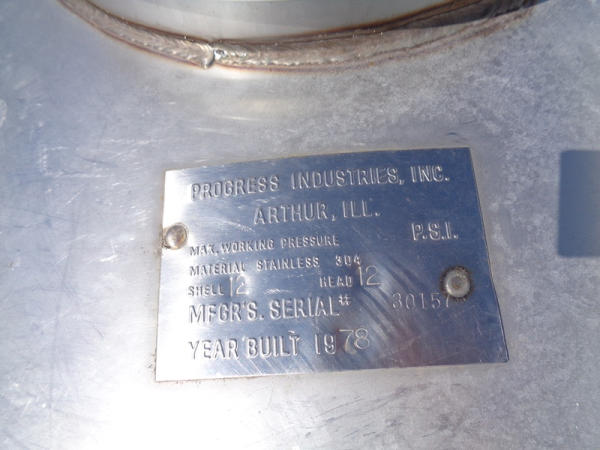 PROGRESS INDUSTRIES, INC.
ARTHUR, ILL.
MAX. WORKING PRESSURE P.S.I.
MATERIAL STAINLESS 304
SHELL 12 HEAD 12
MFGR'S. SERIAL# 30157
YEAR BUILT 1978